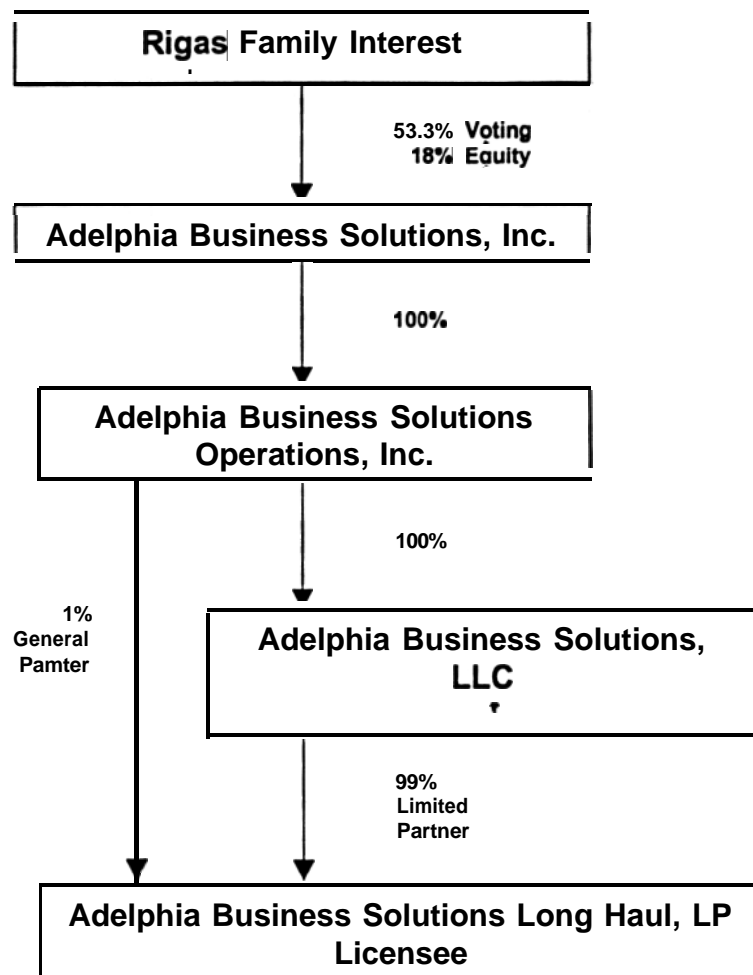 Rigas Family Interest
53.3% Voting
18% Equity
Adelphia Business Solutions, Inc.
100%
Adelphia Business Solutions
Operations, Inc.
100%
1%
General
Pamter
Adelphia Business Solutions,
LLC
99%
Limited
Partner
Adelphia Business Solutions Long Haul, LP
Licensee